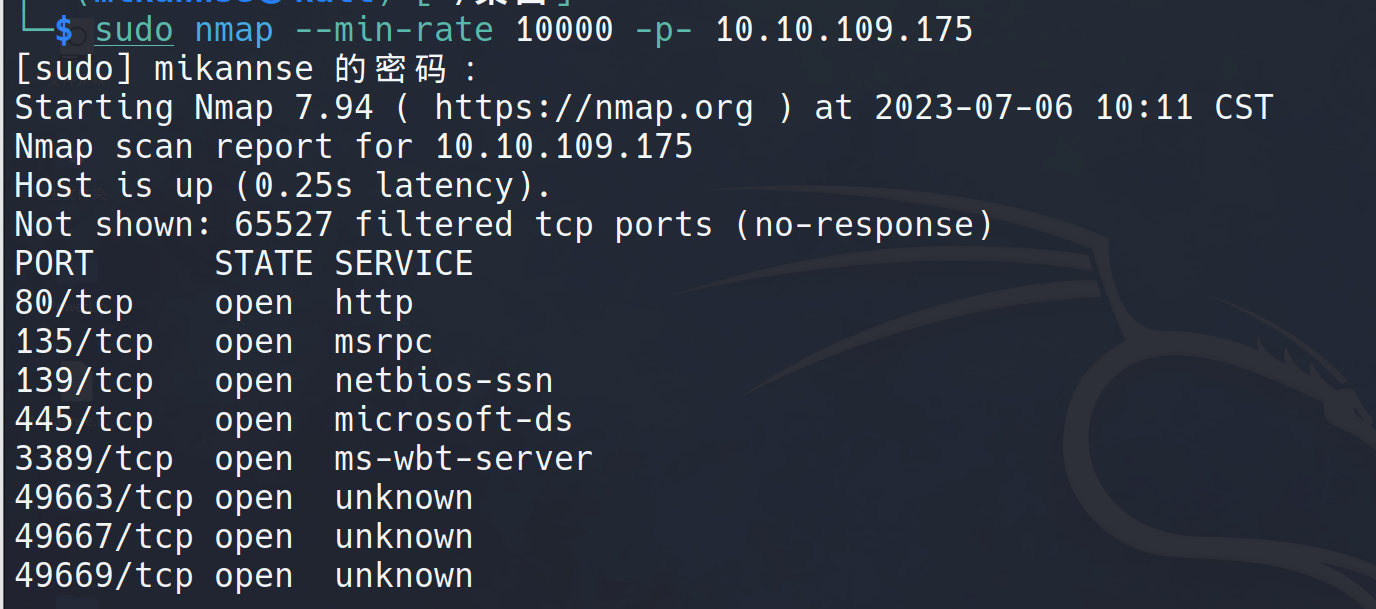 └─$ sudo nmap --min-rate 10000 -p- 10.10.109.175
[sudo] mikannse 的密码：
Starting Nmap 7.94 ( https://nmap.org ) at 2023-07-06 10:11 CST
Nmap scan report for 10.10.109.175
Host is up (0.25s latency).
Not shown: 65527 filtered tcp ports (no-response)
PORT      STATE SERVICE
80/tcp    open  http
135/tcp   open  msrpc
139/tcp   open  netbios-ssn
445/tcp   open  microsoft-ds
3389/tcp  open  ms-wbt-server
49663/tcp open  unknown
49667/tcp open  unknown
49669/tcp open  unknown